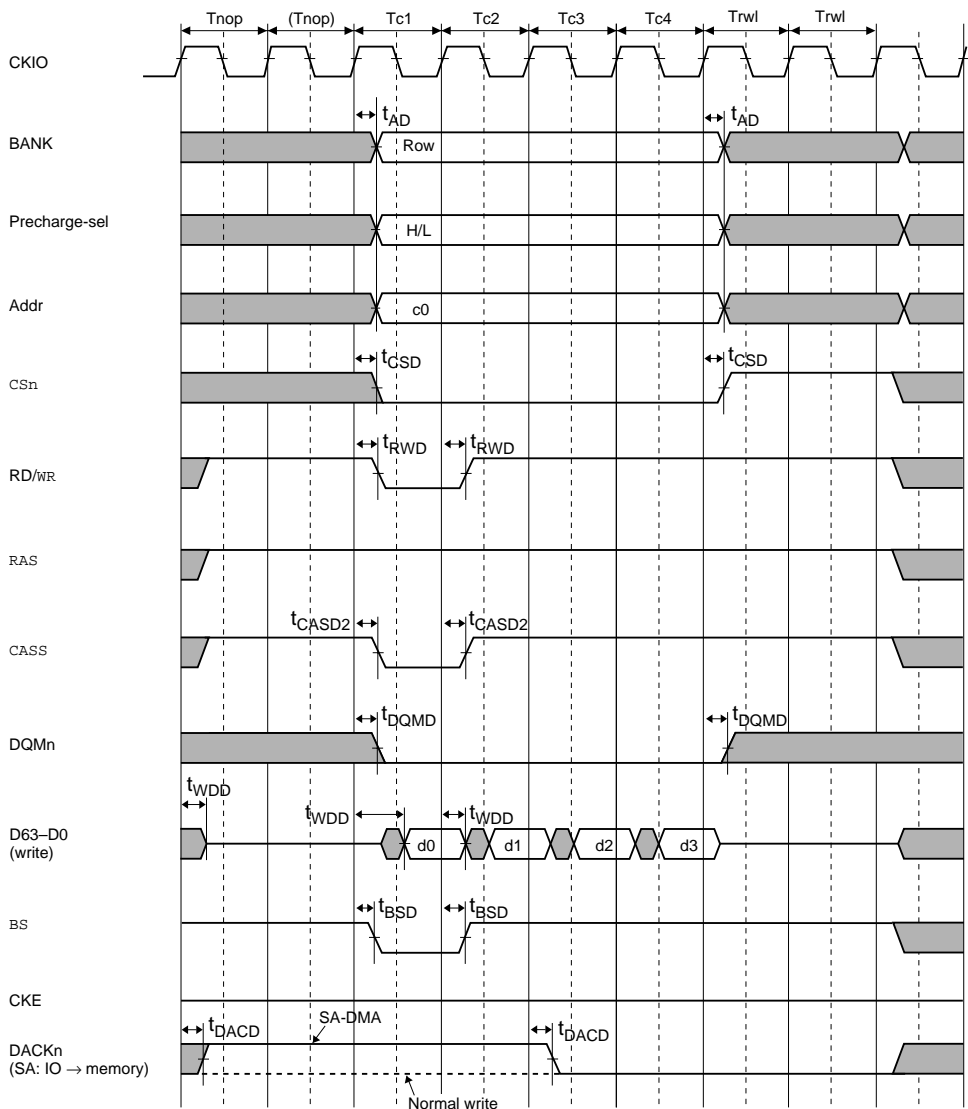 Tnop (Tnop) Tc1 Tc2 Tc3 Tc4 Trwl Trwl
CKIO
tAD tAD
BANK Row
Precharge-sel H/L
Addr c0
tCSD tCSD
CSn
tRWD tRWD
RD/WR
RAS
tCASD2 tCASD2
CASS
tDQMD tDQMD
DQMn
tWDD tWDD tWDD
D63–D0 d0 d1 d2 d3
(write)
tBSD tBSD
BS
CKE
SA-DMA
tDACD tDACD
DACKn
(SA: IO → memory)
Normal write